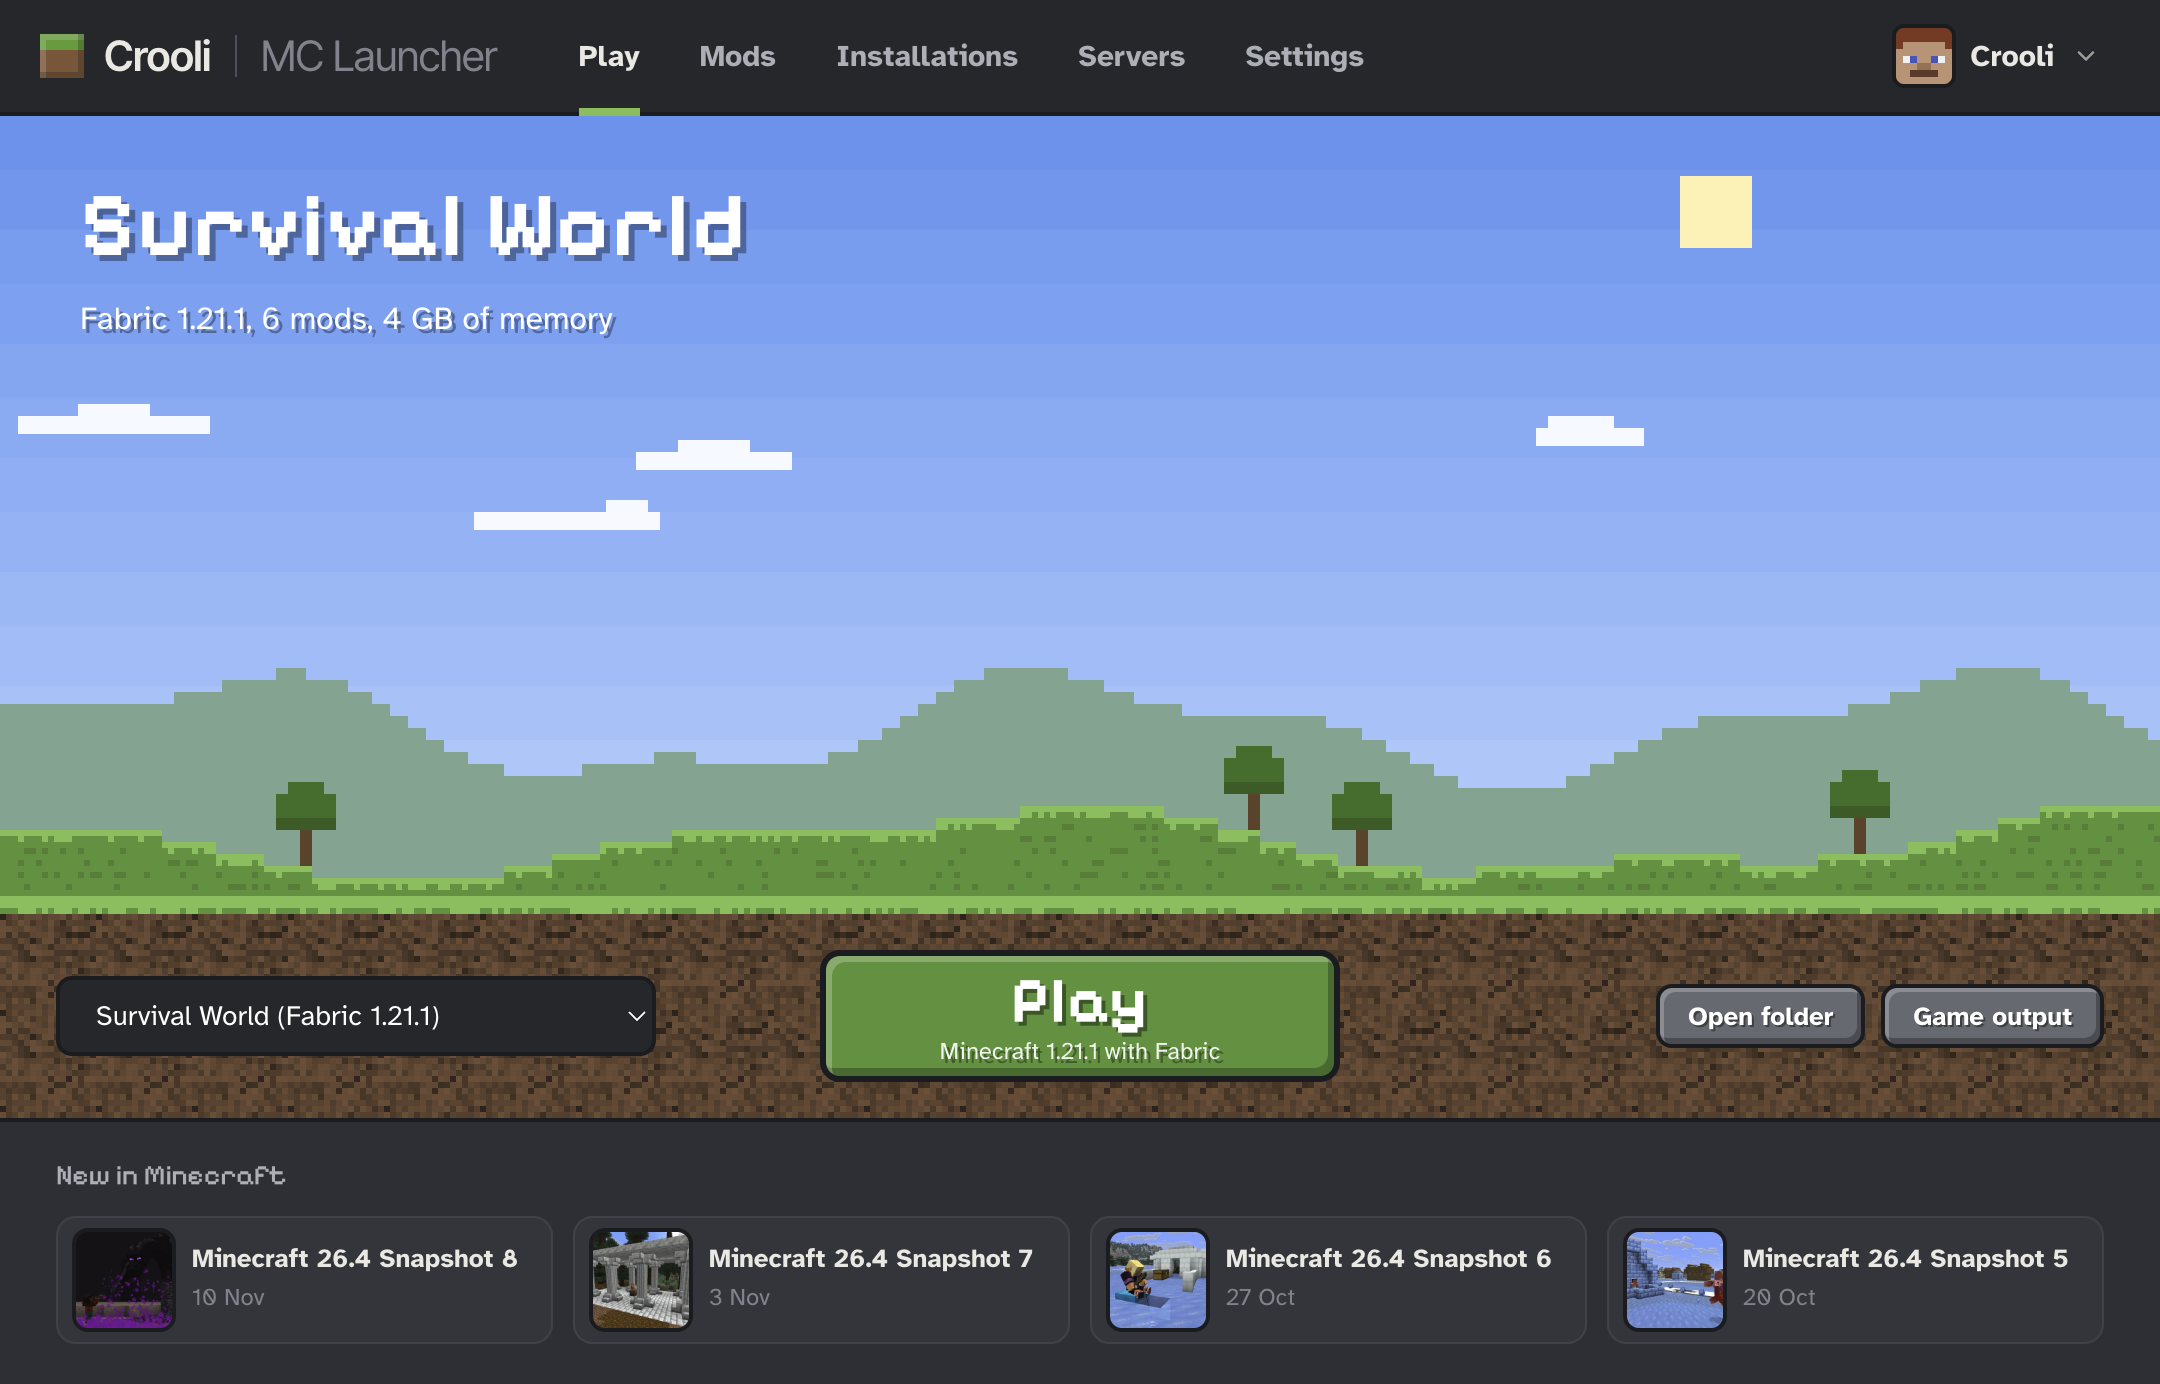 Crooli | MC Launcher
Play
Mods
Installations
Servers
Settings
Crooli
Survival World
Fabric 1.21.1, 6 mods, 4 GB of memory
Survival World (Fabric 1.21.1)
Play
Minecraft 1.21.1 with Fabric
Open folder
Game output
New in Minecraft
Minecraft 26.4 Snapshot 8
10 Nov
Minecraft 26.4 Snapshot 7
3 Nov
Minecraft 26.4 Snapshot 6
27 Oct
Minecraft 26.4 Snapshot 5
20 Oct